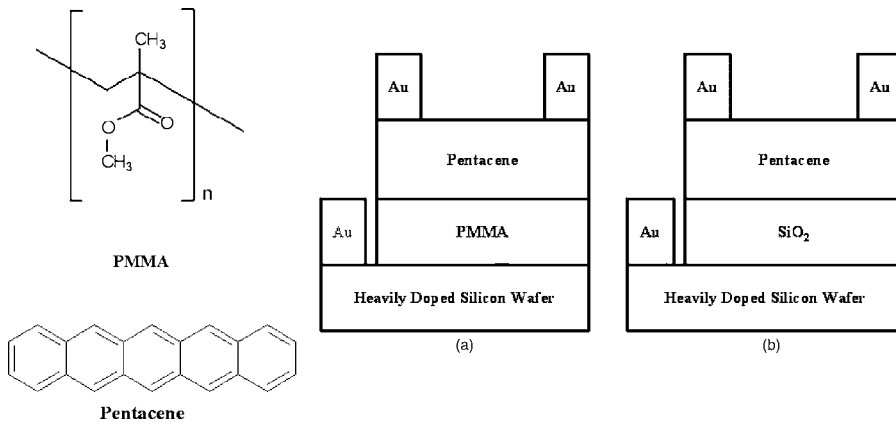 CH3
O
O
CH3
n
PMMA
Pentacene
Au Au
Pentacene
Au
PMMA
Heavily Doped Silicon Wafer
(a)
Au Au
Pentacene
Au
SiO2
Heavily Doped Silicon Wafer
(b)